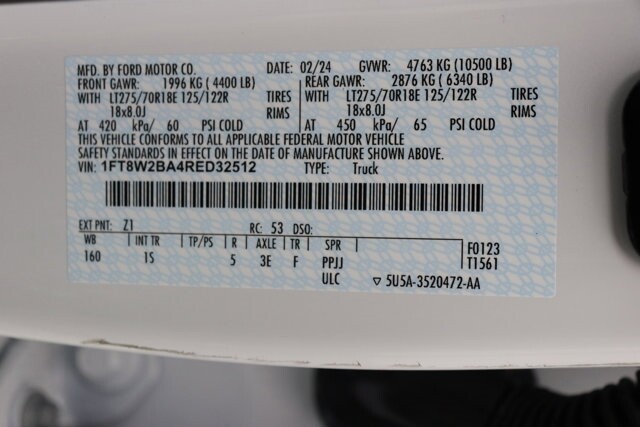 MFD. BY FORD MOTOR CO. DATE: 02/24 GVWR: 4763 KG (10500 LB)
FRONT GAWR: 1996 KG ( 4400 LB) REAR GAWR: 2876 KG ( 6340 LB)
WITH LT275/70R18E 125/122R TIRES WITH LT275/70R18E 125/122R TIRES
18x8.0J RIMS 18x8.0J RIMS
AT 420 kPa/ 60 PSI COLD AT 450 kPa/ 65 PSI COLD
THIS VEHICLE CONFORMS TO ALL APPLICABLE FEDERAL MOTOR VEHICLE
SAFETY STANDARDS IN EFFECT ON THE DATE OF MANUFACTURE SHOWN ABOVE.
VIN: 1FT8W2BA4RED32512 TYPE: Truck
EXT PNT: Z1 RC: 53 DSO:
WB INT TR TP/PS R AXLE TR SPR F0123
160 1S 5 3E F PPJJ T1561
ULC ▽ 5U5A-3520472-AA